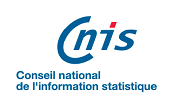 Cnis
Conseil national
de l'information statistique